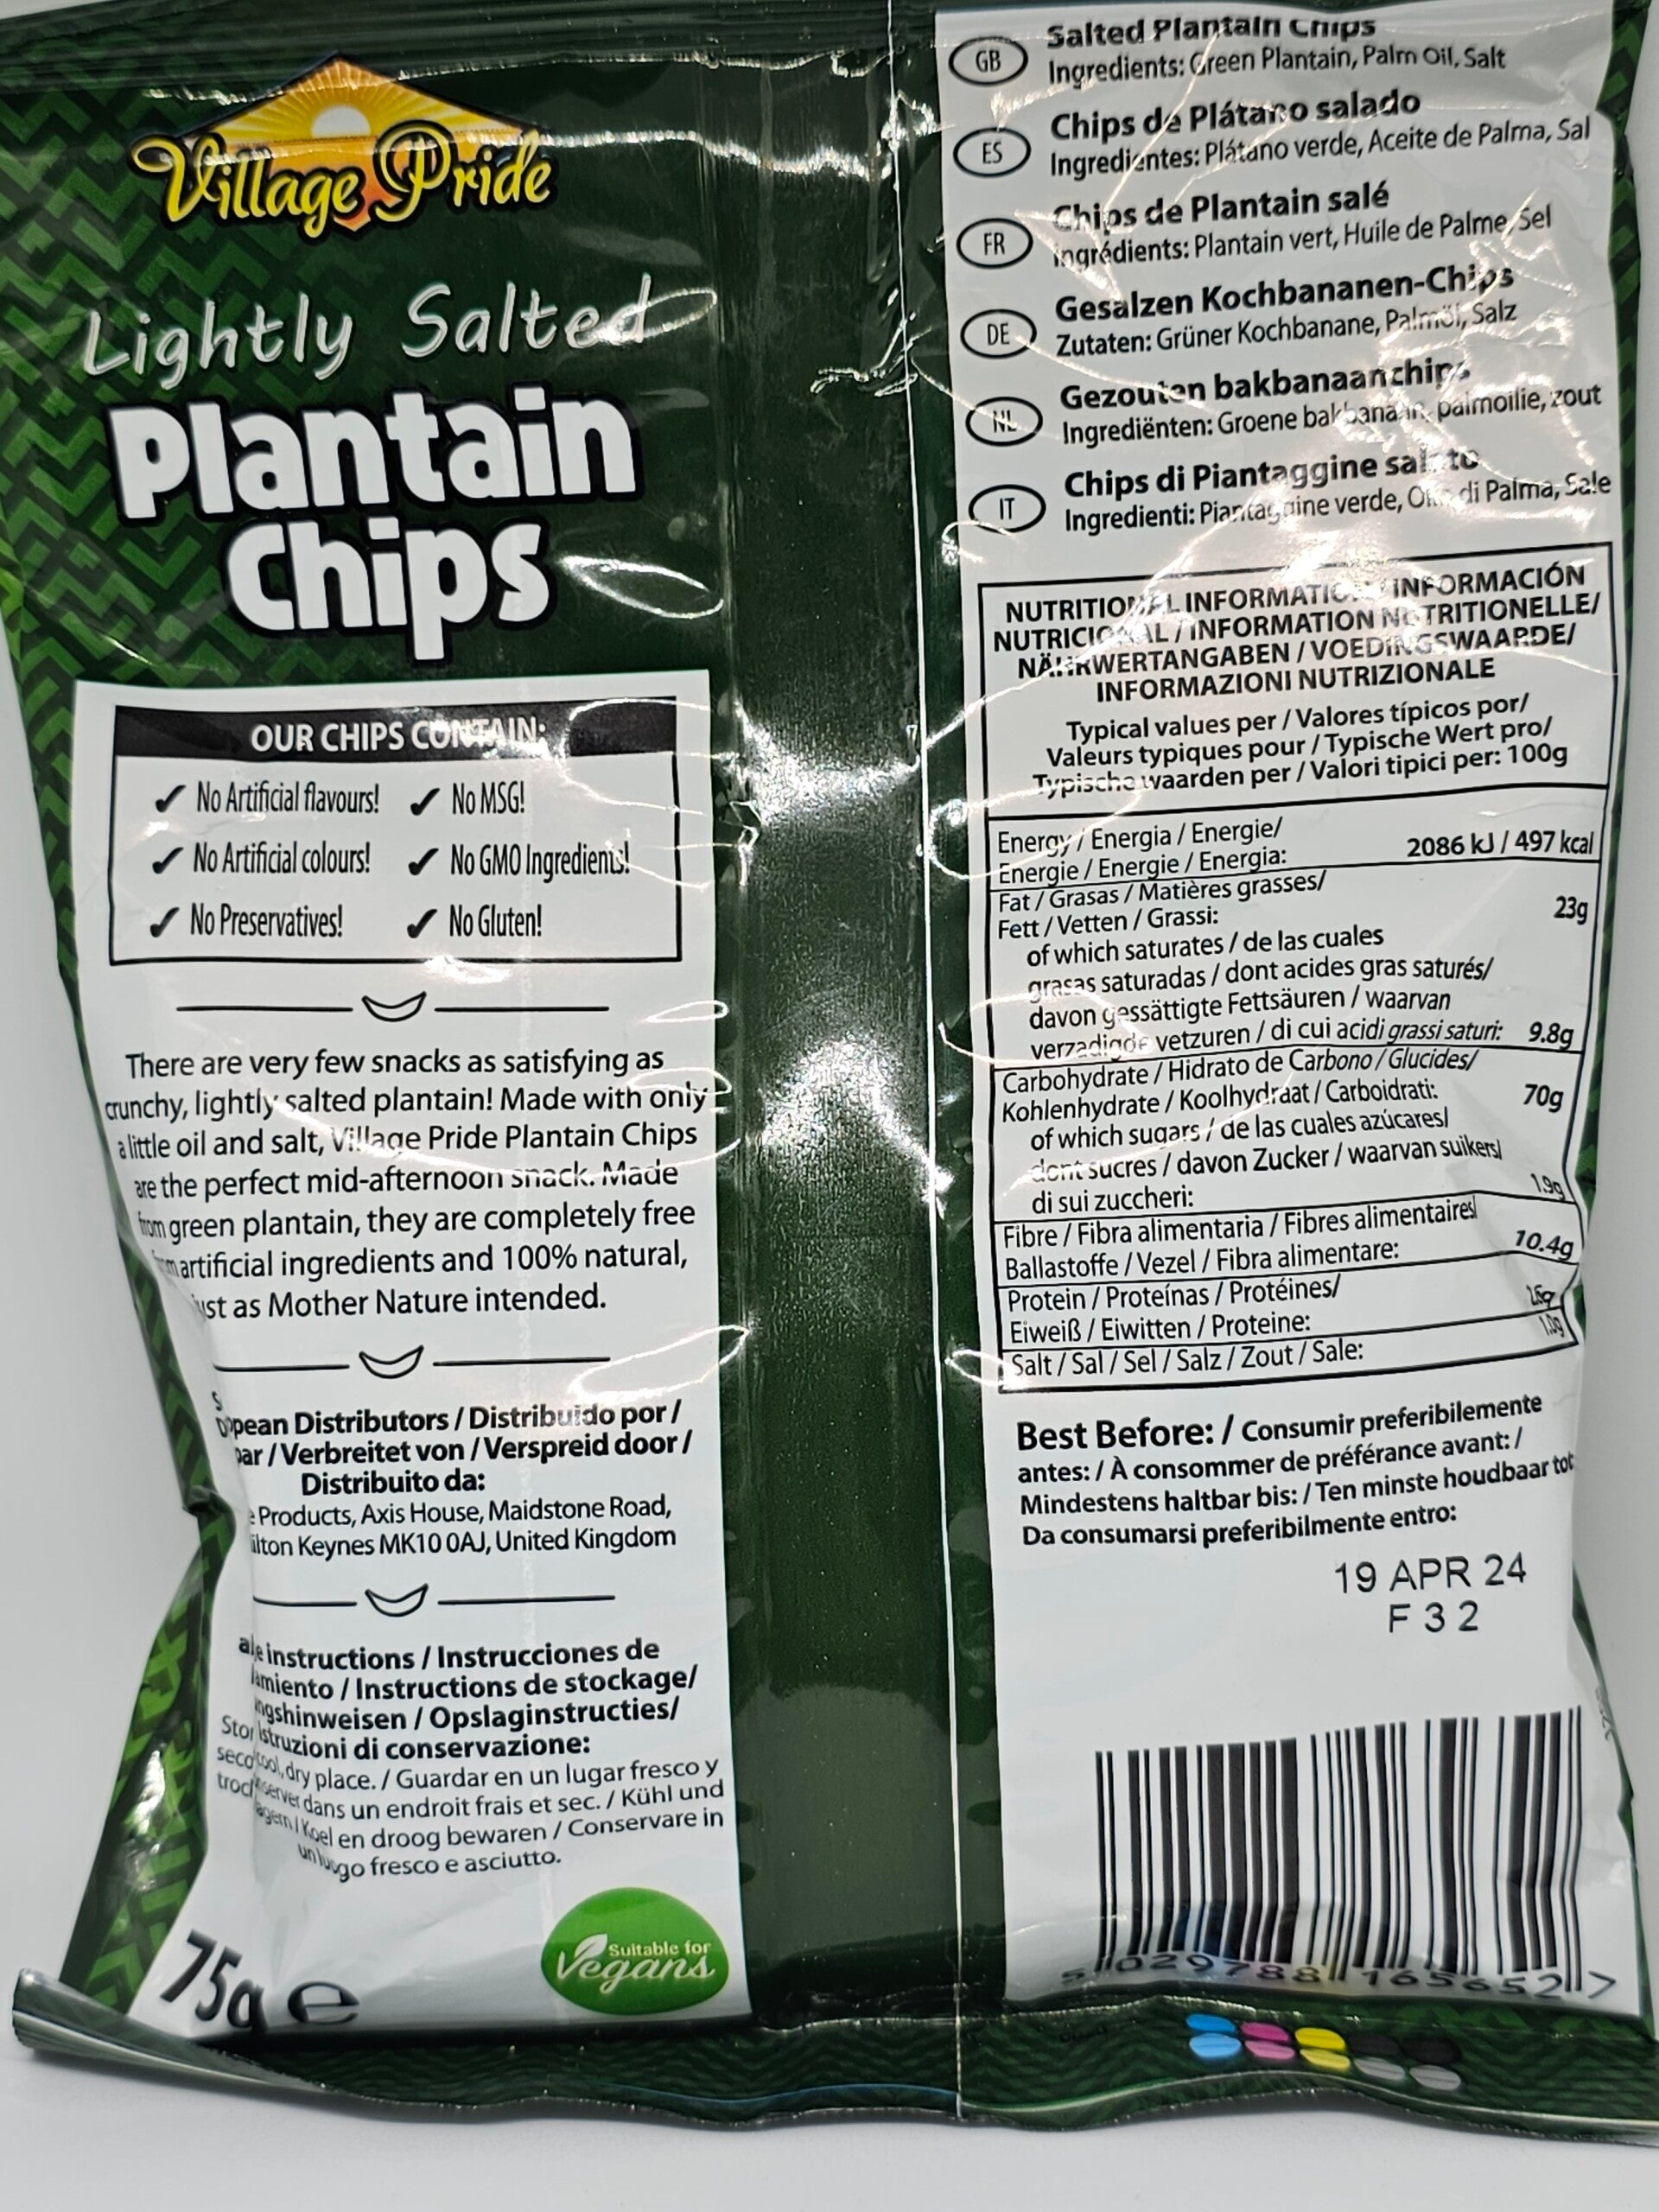 Village Pride
Lightly Salted
Plantain
Chips
OUR CHIPS CONTAIN:
✓ No Artificial flavours! ✓ No MSG!
✓ No Artificial colours! ✓ No GMO Ingredients!
✓ No Preservatives! ✓ No Gluten!
There are very few snacks as satisfying as
crunchy, lightly salted plantain! Made with only
a little oil and salt, Village Pride Plantain Chips
are the perfect mid-afternoon snack. Made
from green plantain, they are completely free
artificial ingredients and 100% natural,
just as Mother Nature intended.
Distributors / Distribuido por /
par / Verbreitet von / Verspreid door /
Distribuito da:
Products, Axis House, Maidstone Road,
Milton Keynes MK10 0AJ, United Kingdom
instructions / Instrucciones de
/ Instructions de stockage/
/ Opslaginstructies/
di conservazione:
cool, dry place. / Guardar en un lugar fresco y
dans un endroit frais et sec. / Kühl und
/ Koel en droog bewaren / Conservare in
un luogo fresco e asciutto.
75g e
Suitable for
Vegans
GB
Salted Plantain Chips
Ingredients: Green Plantain, Palm Oil, Salt
ES
Chips de Plátano salado
Ingredientes: Plátano verde, Aceite de Palma, Sal
FR
Chips de Plantain salé
ingrédients: Plantain vert, Huile de Palme, Sel
DE
Gesalzen Kochbananen-Chips
Zutaten: Grüner Kochbanane, Palmöl, Salz
NL
Gezouten bakbanaanchips
Ingrediënten: Groene bakbanaan, palmoilie, zout
IT
Chips di Piantaggine salato
Ingredienti: Piantaggine verde, Olio di Palma, Sale
NUTRITIONAL INFORMATION / INFORMACIÓN
NUTRICIONAL / INFORMATION NUTRITIONELLE/
NÄHRWERTANGABEN / VOEDINGSWAARDE/
INFORMAZIONI NUTRIZIONALE
Typical values per / Valores típicos por/
Valeurs typiques pour / Typische Wert pro/
Typische waarden per / Valori tipici per: 100g
Energy / Energia / Energie/
Energie / Energie / Energia: 2086 kJ / 497 kcal
Fat / Grasas / Matières grasses/
Fett / Vetten / Grassi: 23g
of which saturates / de las cuales
grasas saturadas / dont acides gras saturés/
davon gessättigte Fettsäuren / waarvan
verzadigde vetzuren / di cui acidi grassi saturi: 9.8g
Carbohydrate / Hidrato de Carbono / Glucides/
Kohlenhydrate / Koolhydraat / Carboidrati: 70g
of which sugars / de las cuales azúcares/
dont sucres / davon Zucker / waarvan suikers/
di sui zuccheri: 1.9g
Fibre / Fibra alimentaria / Fibres alimentaires/
Ballastoffe / Vezel / Fibra alimentare: 10.4g
Protein / Proteínas / Protéines/
Eiweiß / Eiwitten / Proteine:
Salt / Sal / Sel / Salz / Zout / Sale: 1.0g
Best Before: / Consumir preferibilemente
antes: / À consommer de préférance avant: /
Mindestens haltbar bis: / Ten minste houdbaar tot
Da consumarsi preferibilmente entro:
19 APR 24
F 3 2
5 029788 165652 7